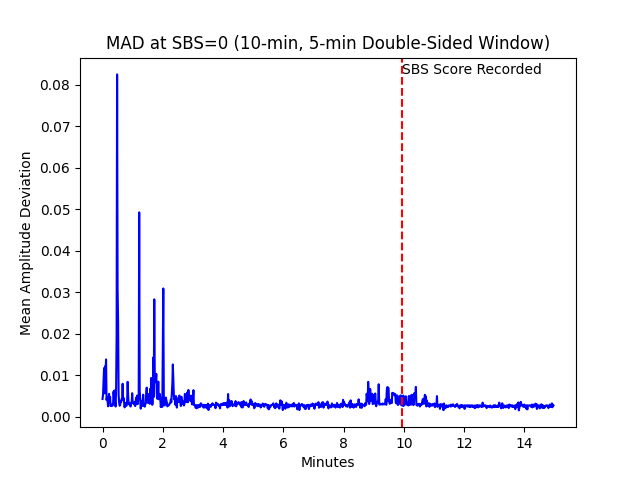 MAD at SBS=0 (10-min, 5-min Double-Sided Window)
SBS Score Recorded
0.08
0.07
0.06
0.05
0.04
0.03
0.02
0.01
0.00
Mean Amplitude Deviation
0 2 4 6 8 10 12 14
Minutes